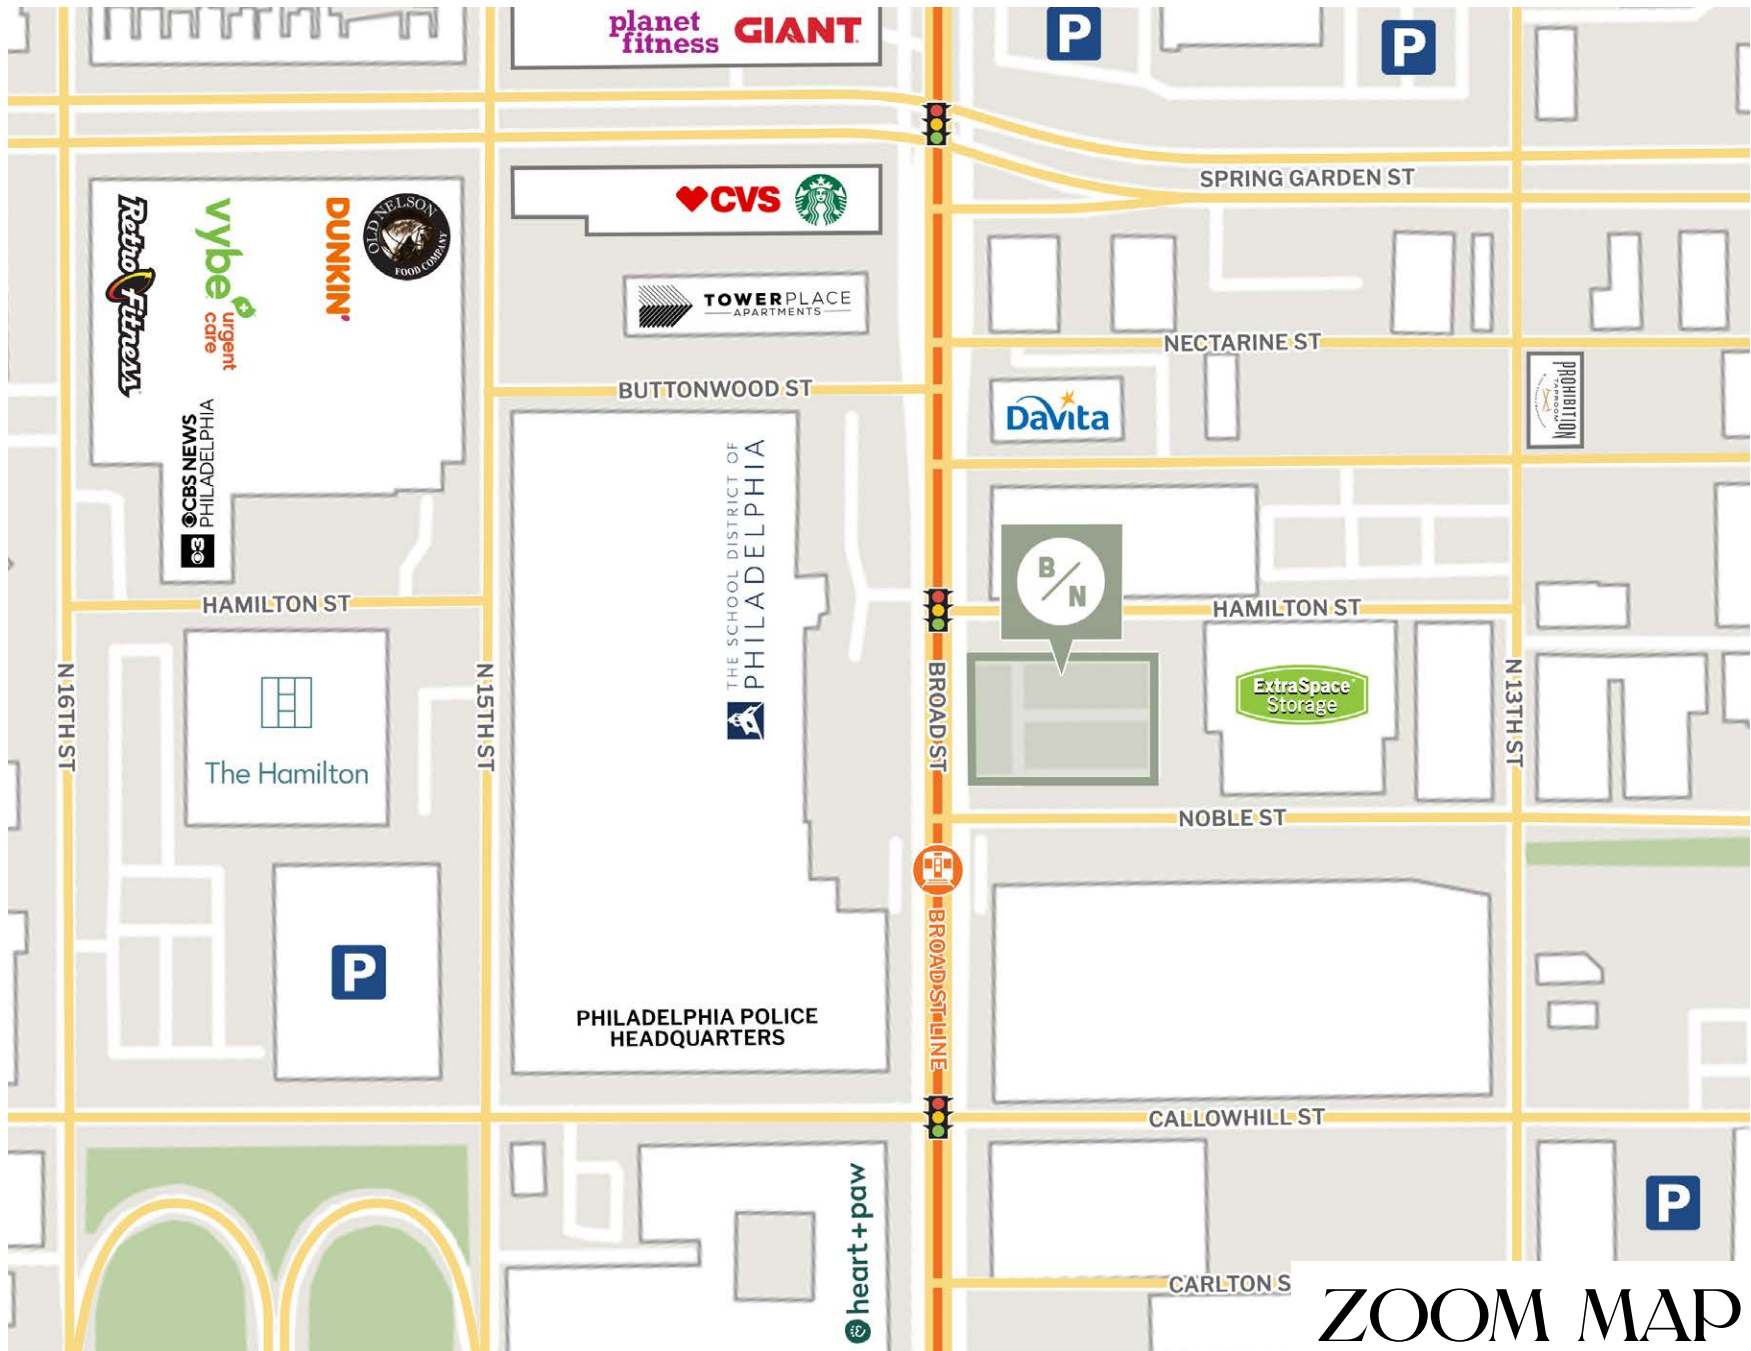 planet
fitness
GIANT
P
P
SPRING GARDEN ST
CVS
Retro Fitness
vybe
urgent
care
DUNKIN'
OLD NELSON
FOOD COMPANY
TOWERPLACE
APARTMENTS
NECTARINE ST
BUTTONWOOD ST
DaVita
PROHIBITION
TAPROOM
CBS NEWS
PHILADELPHIA
3
THE SCHOOL DISTRICT OF
PHILADELPHIA
B/N
HAMILTON ST
HAMILTON ST
N 16TH ST
N 15TH ST
BROAD ST
N 13TH ST
ExtraSpace
Storage
The Hamilton
NOBLE ST
P
BROAD ST LINE
PHILADELPHIA POLICE
HEADQUARTERS
CALLOWHILL ST
heart+paw
P
CARLTON S
ZOOM MAP